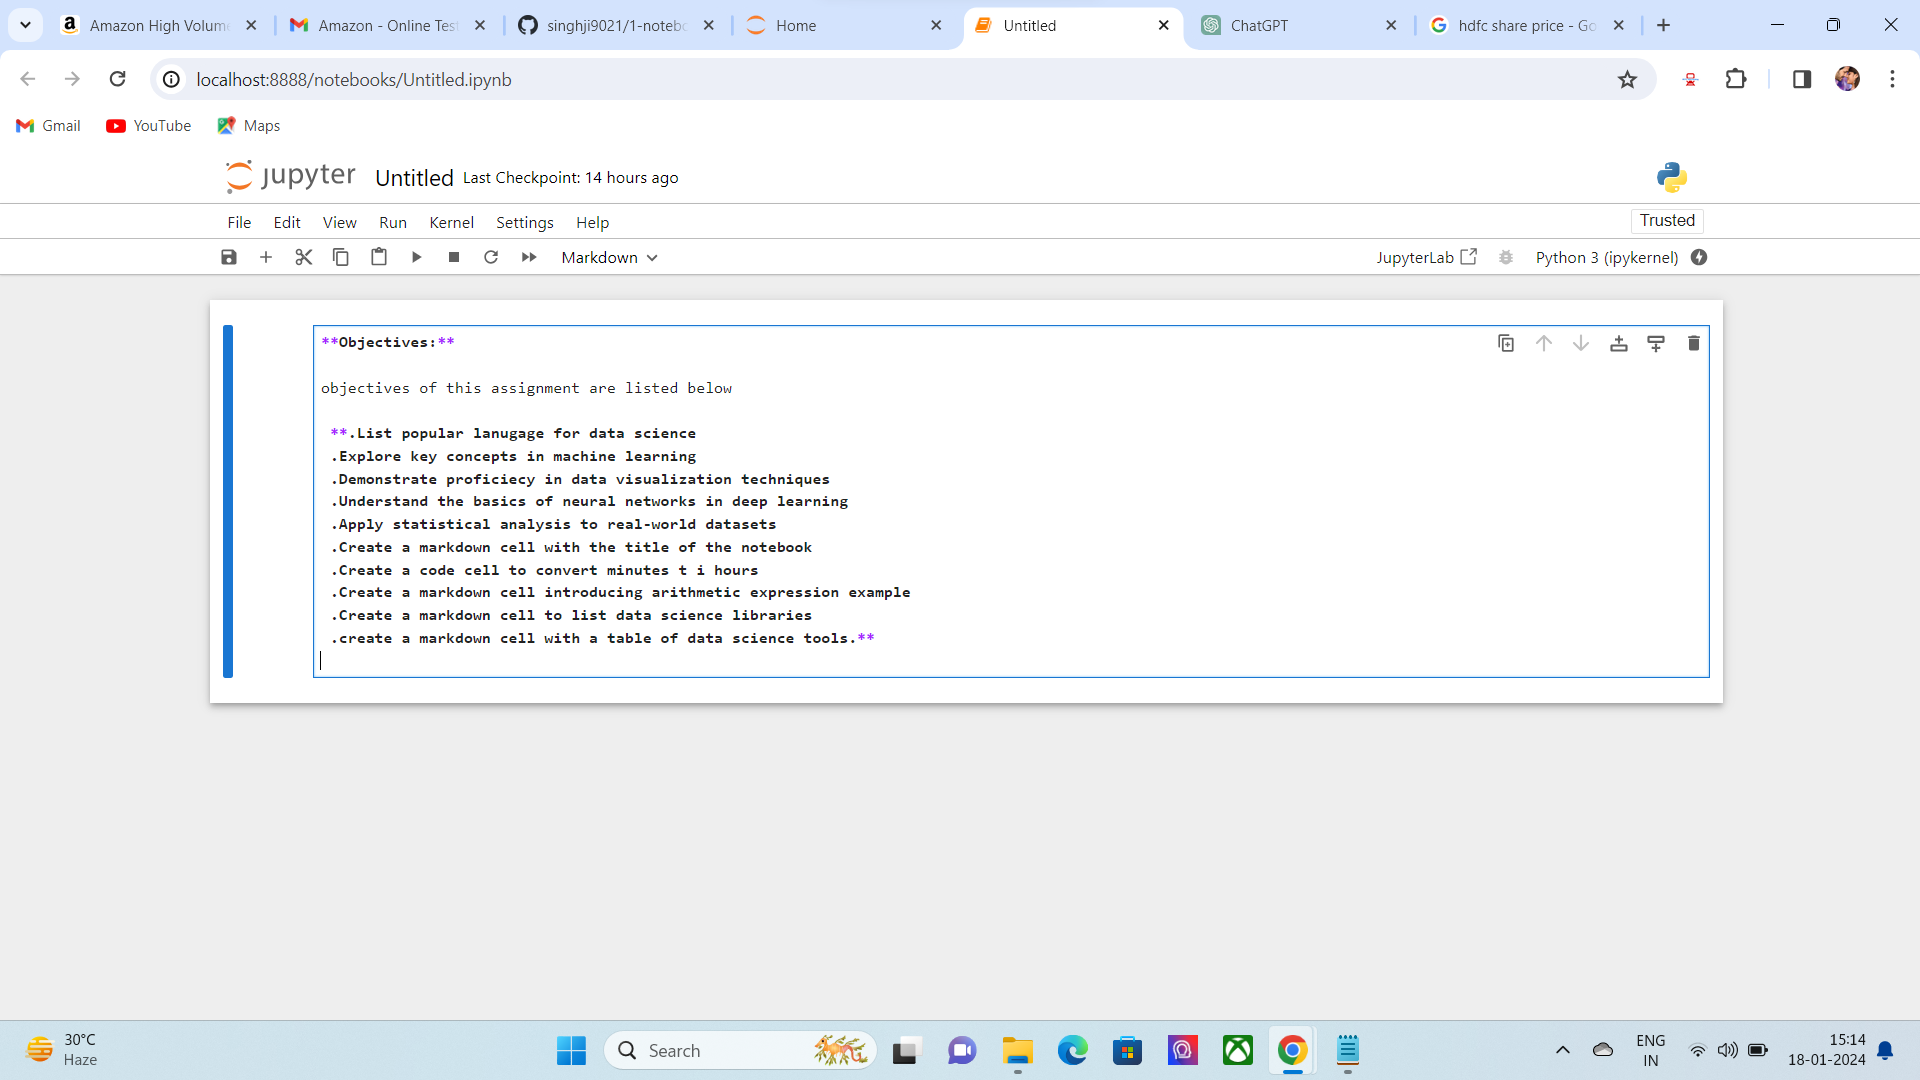 Amazon High Volume
Amazon - Online Test
singhji9021/1-notebo
Home
Untitled
ChatGPT
hdfc share price - Go
localhost:8888/notebooks/Untitled.ipynb
Gmail
YouTube
Maps
jupyter
Untitled
Last Checkpoint: 14 hours ago
File
Edit
View
Run
Kernel
Settings
Help
Trusted
Markdown
JupyterLab
Python 3 (ipykernel)
**Objectives:**
objectives of this assignment are listed below
**.List popular lanugage for data science
.Explore key concepts in machine learning
.Demonstrate proficiecy in data visualization techniques
.Understand the basics of neural networks in deep learning
.Apply statistical analysis to real-world datasets
.Create a markdown cell with the title of the notebook
.Create a code cell to convert minutes t i hours
.Create a markdown cell introducing arithmetic expression example
.Create a markdown cell to list data science libraries
.create a markdown cell with a table of data science tools.**
30°C
Haze
Search
ENG
IN
15:14
18-01-2024